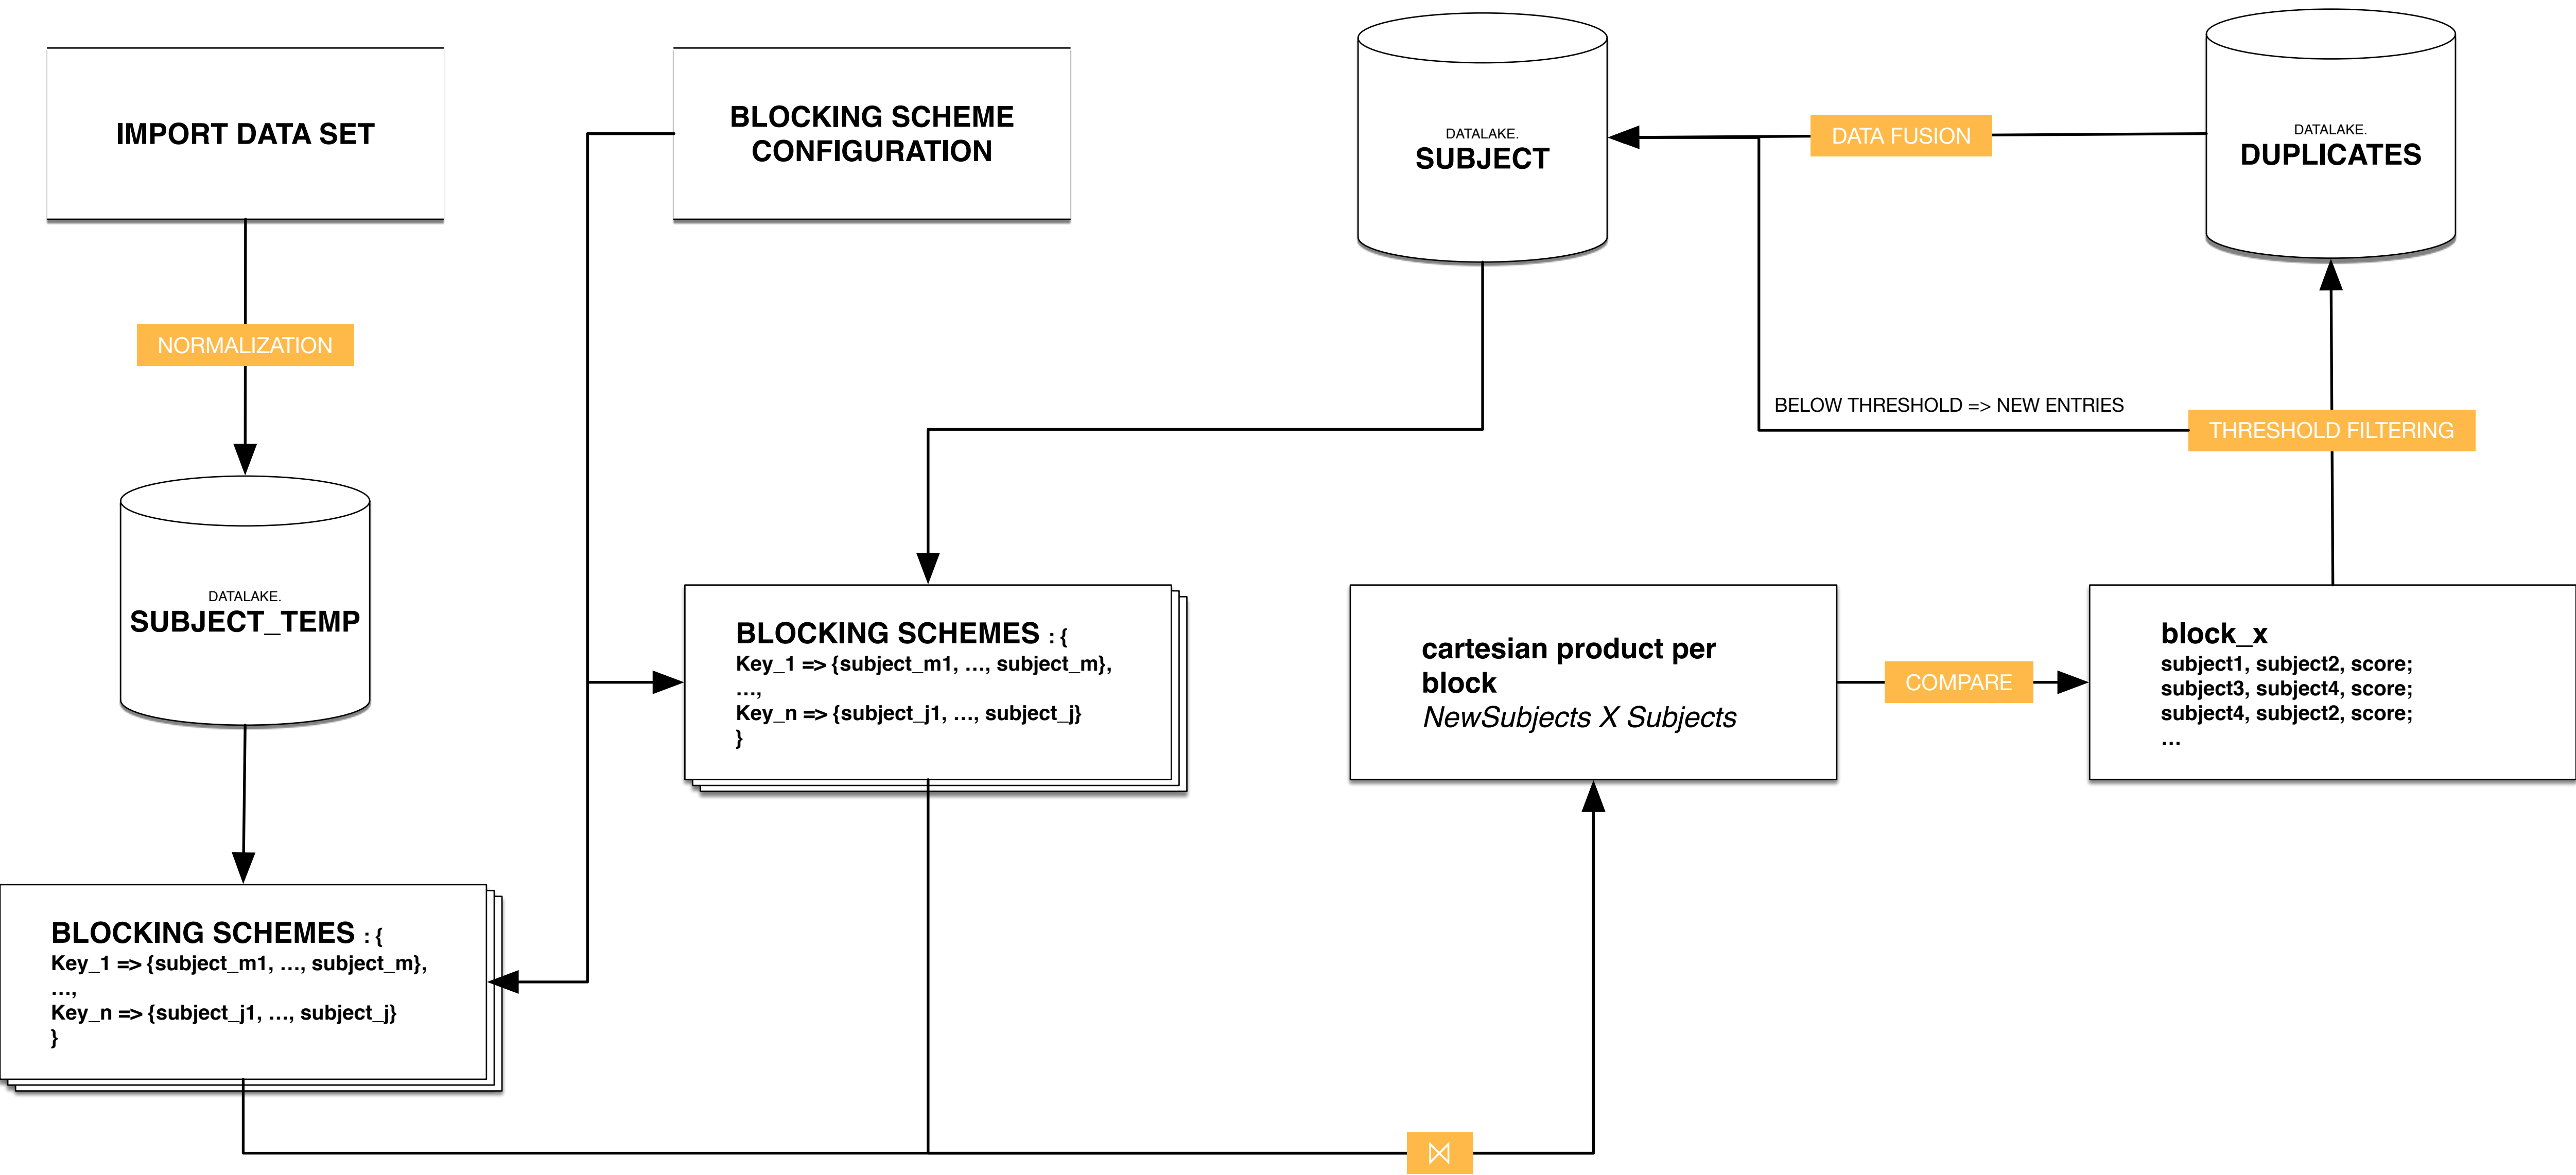 IMPORT DATA SET
BLOCKING SCHEME
CONFIGURATION
DATALAKE.
SUBJECT
DATA FUSION
DATALAKE.
DUPLICATES
NORMALIZATION
BELOW THRESHOLD => NEW ENTRIES
THRESHOLD FILTERING
DATALAKE.
SUBJECT_TEMP
BLOCKING SCHEMES : {
Key_1 => {subject_m1, ..., subject_m},
...,
Key_n => {subject_j1, ..., subject_j}
}
cartesian product per
block
NewSubjects X Subjects
COMPARE
block_x
subject1, subject2, score;
subject3, subject4, score;
subject4, subject2, score;
...
BLOCKING SCHEMES : {
Key_1 => {subject_m1, ..., subject_m},
...,
Key_n => {subject_j1, ..., subject_j}
}
⋈